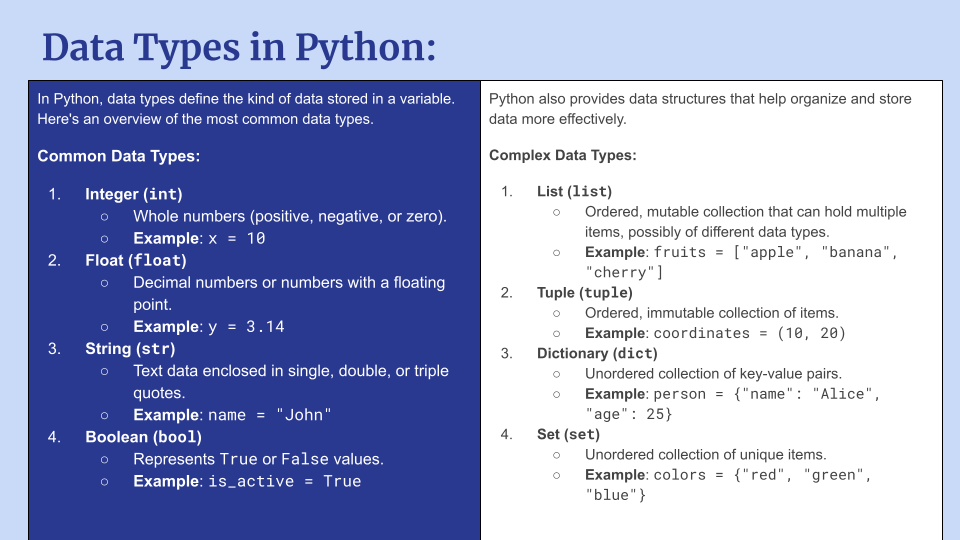 Data Types in Python:
In Python, data types define the kind of data stored in a variable.
Here's an overview of the most common data types.
Common Data Types:
1. Integer (int)
○ Whole numbers (positive, negative, or zero).
○ Example: x = 10
2. Float (float)
○ Decimal numbers or numbers with a floating
point.
○ Example: y = 3.14
3. String (str)
○ Text data enclosed in single, double, or triple
quotes.
○ Example: name = "John"
4. Boolean (bool)
○ Represents True or False values.
○ Example: is_active = True
Python also provides data structures that help organize and store
data more effectively.
Complex Data Types:
1. List (list)
○ Ordered, mutable collection that can hold multiple
items, possibly of different data types.
○ Example: fruits = ["apple", "banana",
"cherry"]
2. Tuple (tuple)
○ Ordered, immutable collection of items.
○ Example: coordinates = (10, 20)
3. Dictionary (dict)
○ Unordered collection of key-value pairs.
○ Example: person = {"name": "Alice",
"age": 25}
4. Set (set)
○ Unordered collection of unique items.
○ Example: colors = {"red", "green",
"blue"}